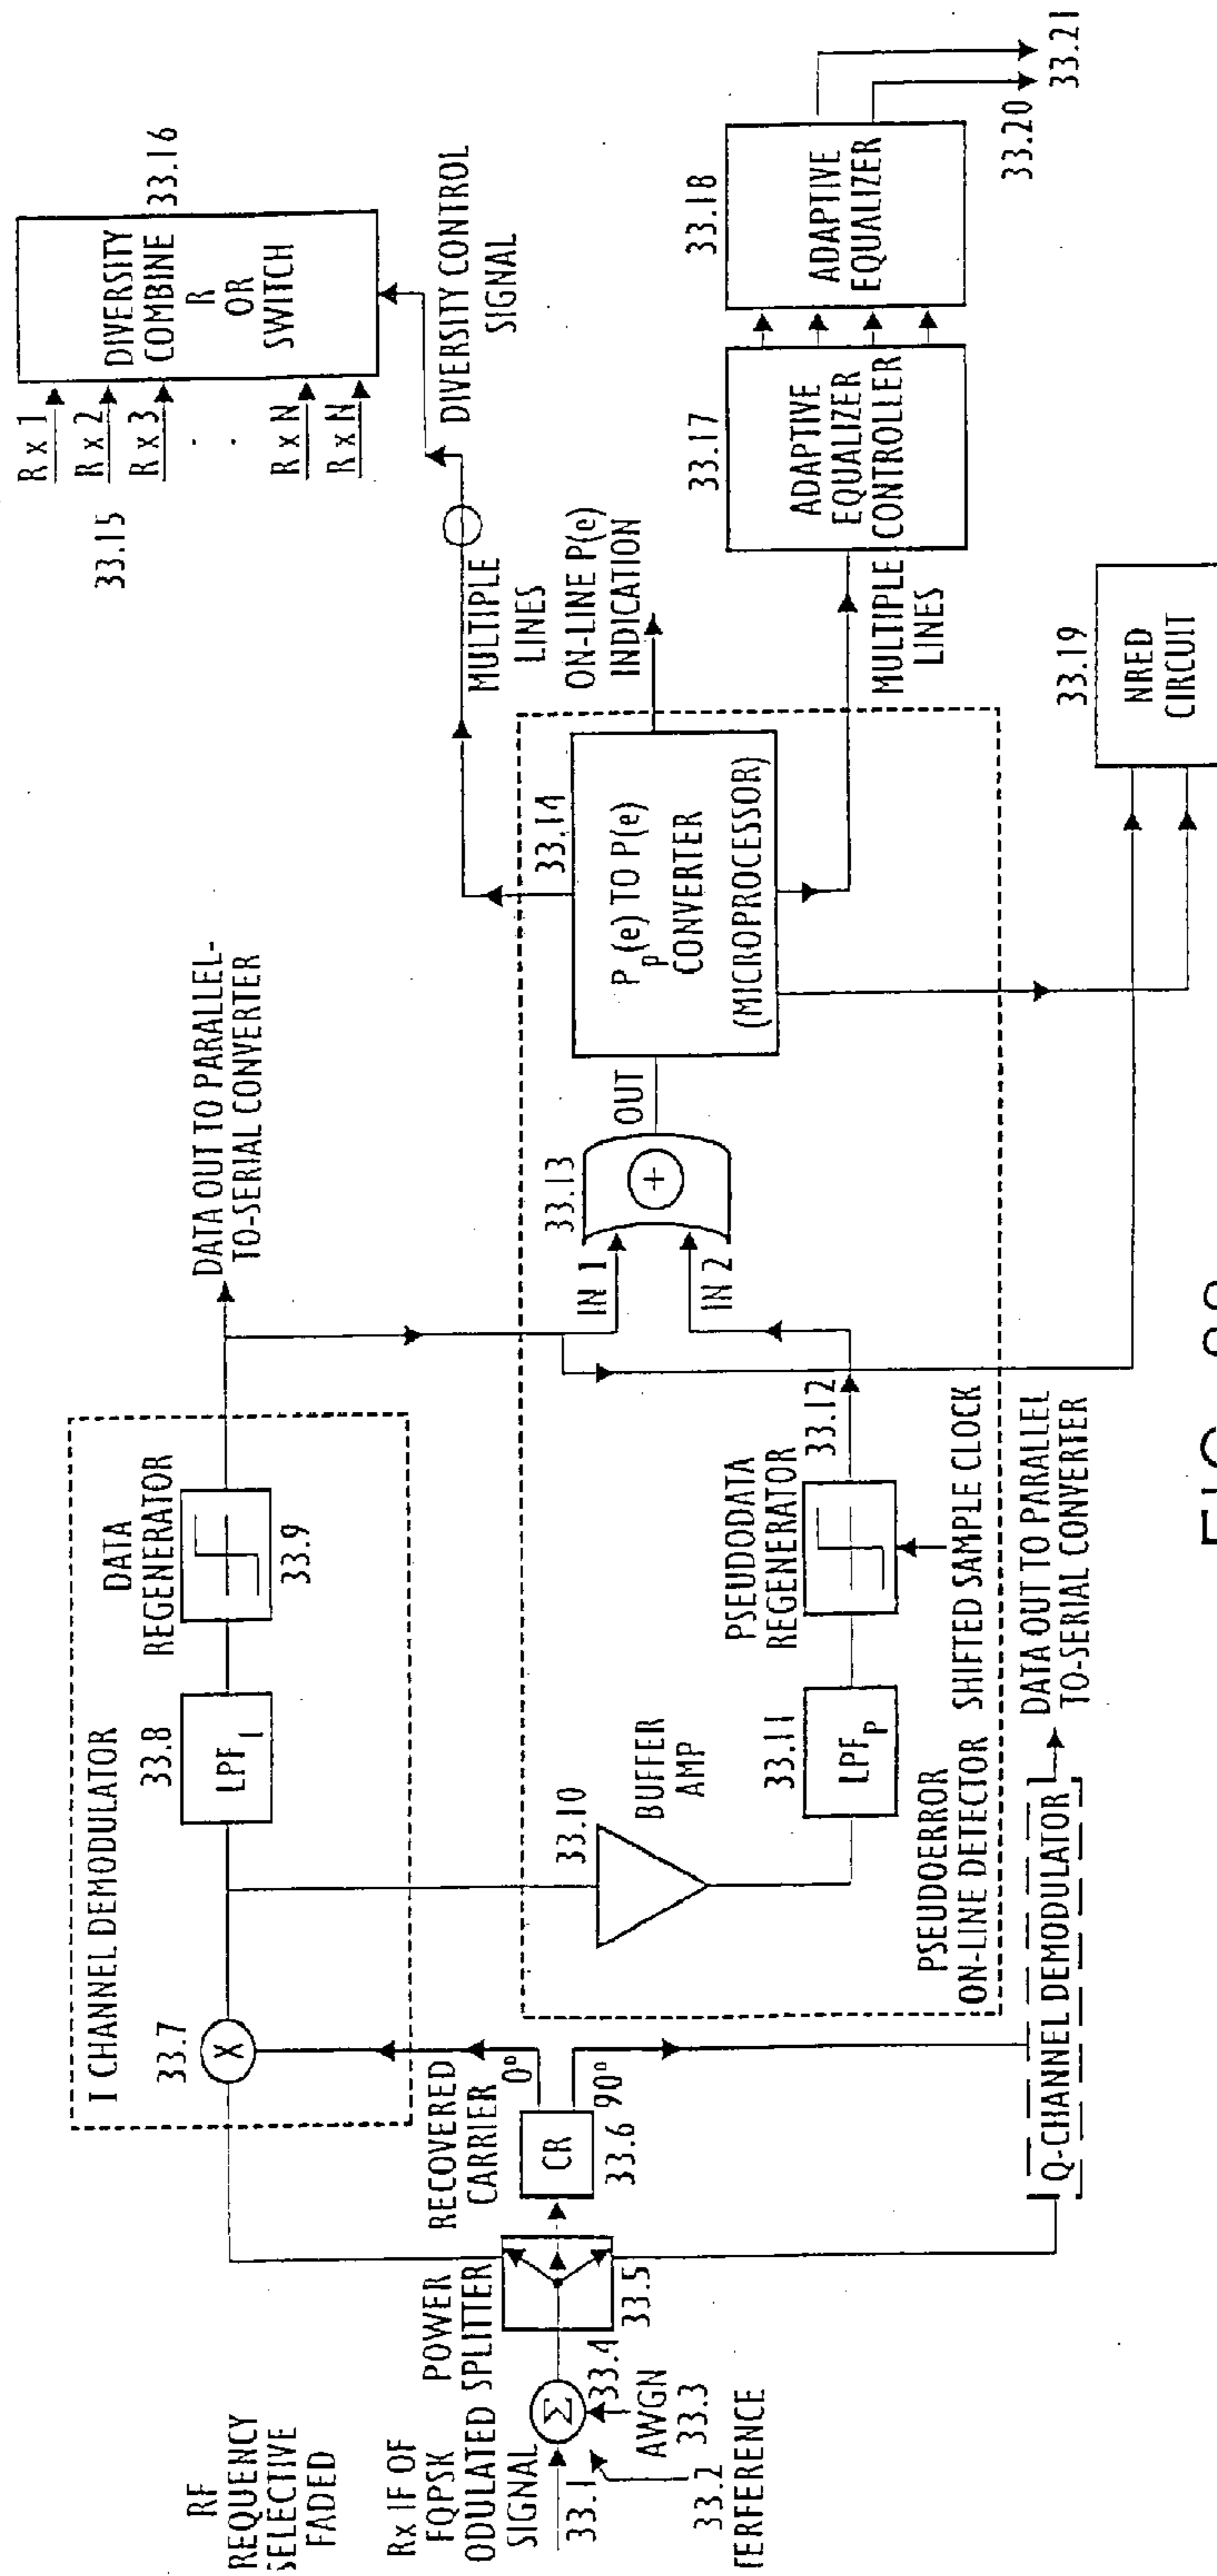 RF
REQUENCY
SELECTIVE
FADED
Rx IF OF
FQPSK
ODULATED
SIGNAL
33.1
33.2
TERFERENCE
AWGN
33.3
Σ
33.4
POWER
SPLITTER
33.5
CR
33.6
RECOVERED
CARRIER
0°
90°
I CHANNEL DEMODULATOR
33.7
X
33.8
LPF I
DATA
REGENERATOR
33.9
DATA OUT TO PARALLEL-
TO-SERIAL CONVERTER
33.10
BUFFER
AMP
33.11
LPF P
PSEUDODATA
REGENERATOR
33.12
SHIFTED SAMPLE CLOCK
PSEUDOERROR
ON-LINE DETECTOR
Q-CHANNEL DEMODULATOR
DATA OUT TO PARALLEL
TO-SERIAL CONVERTER
IN 1
IN 2
33.13
+
OUT
33.14
Pp(e) TO P(e)
CONVERTER
(MICROPROCESSOR)
MULTIPLE
LINES
ON-LINE P(e)
INDICATION
DIVERSITY CONTROL
SIGNAL
33.15
Rx 1
Rx 2
Rx 3
Rx N
Rx N
DIVERSITY
COMBINE
R
OR
SWITCH
33.16
MULTIPLE
LINES
33.17
ADAPTIVE
EQUALIZER
CONTROLLER
33.18
ADAPTIVE
EQUALIZER
33.20
33.21
33.19
NRED
CIRCUIT